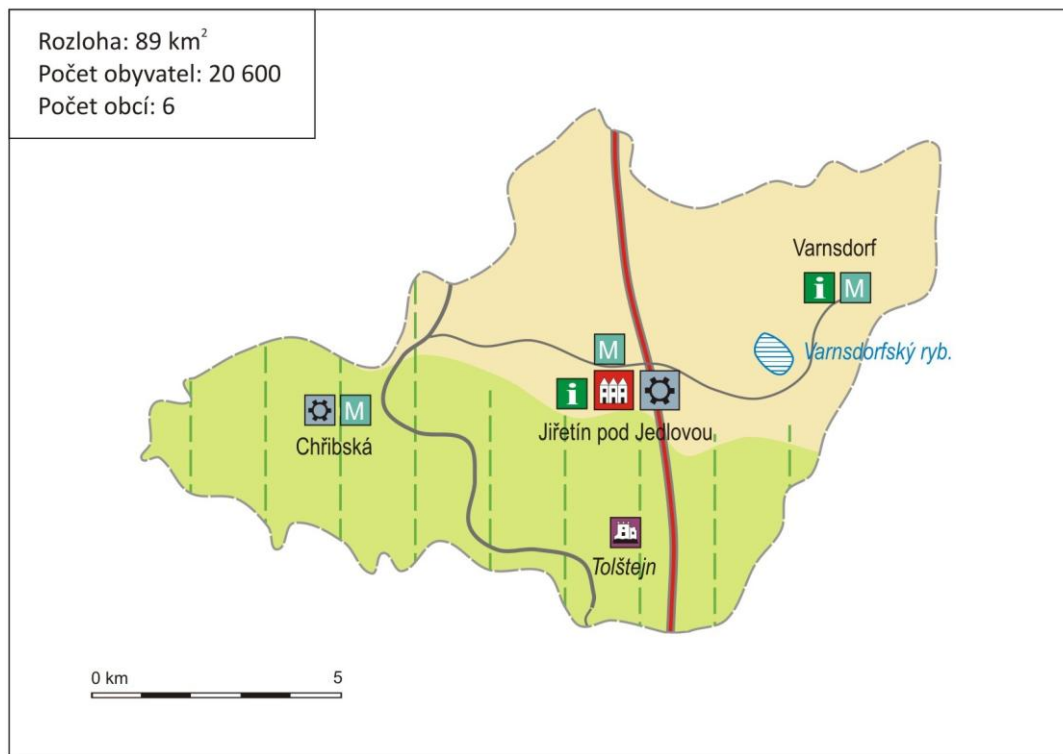 Rozloha: 89 km²
Počet obyvatel: 20 600
Počet obcí: 6
Varnsdorf
i M
Varnsdorfský ryb.
M
i
Jiřetín pod Jedlovou
M
Chřibská
Tolštejn
0 km 5